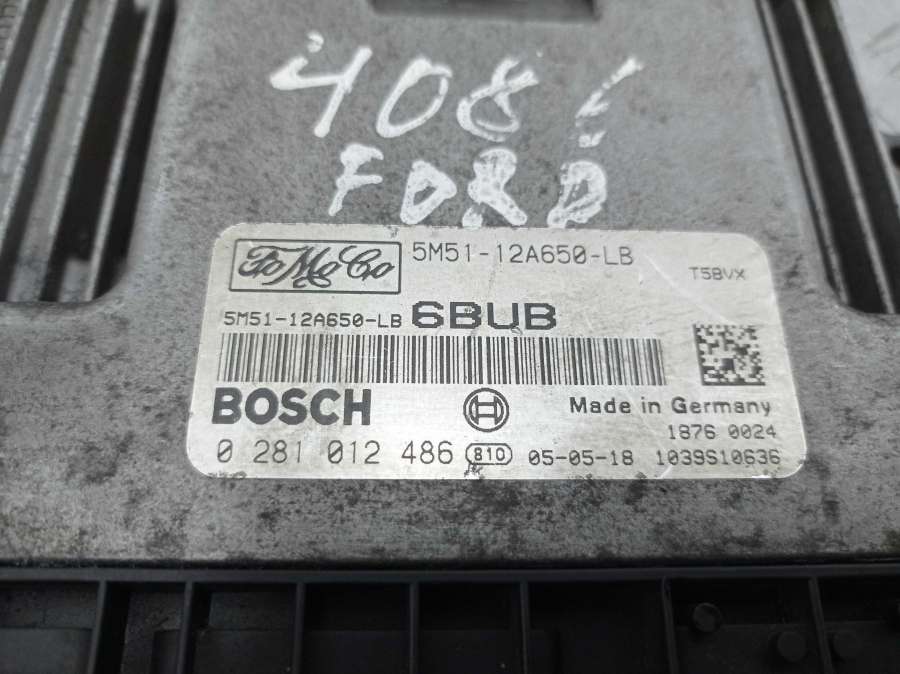 408!
FORD
FoMoCo 5M51-12A650-LB
T5BVX
5M51-12A650-LB 6BUB
BOSCH Made in Germany
1876 0024
0 281 012 486 810 05-05-18 1039S10636